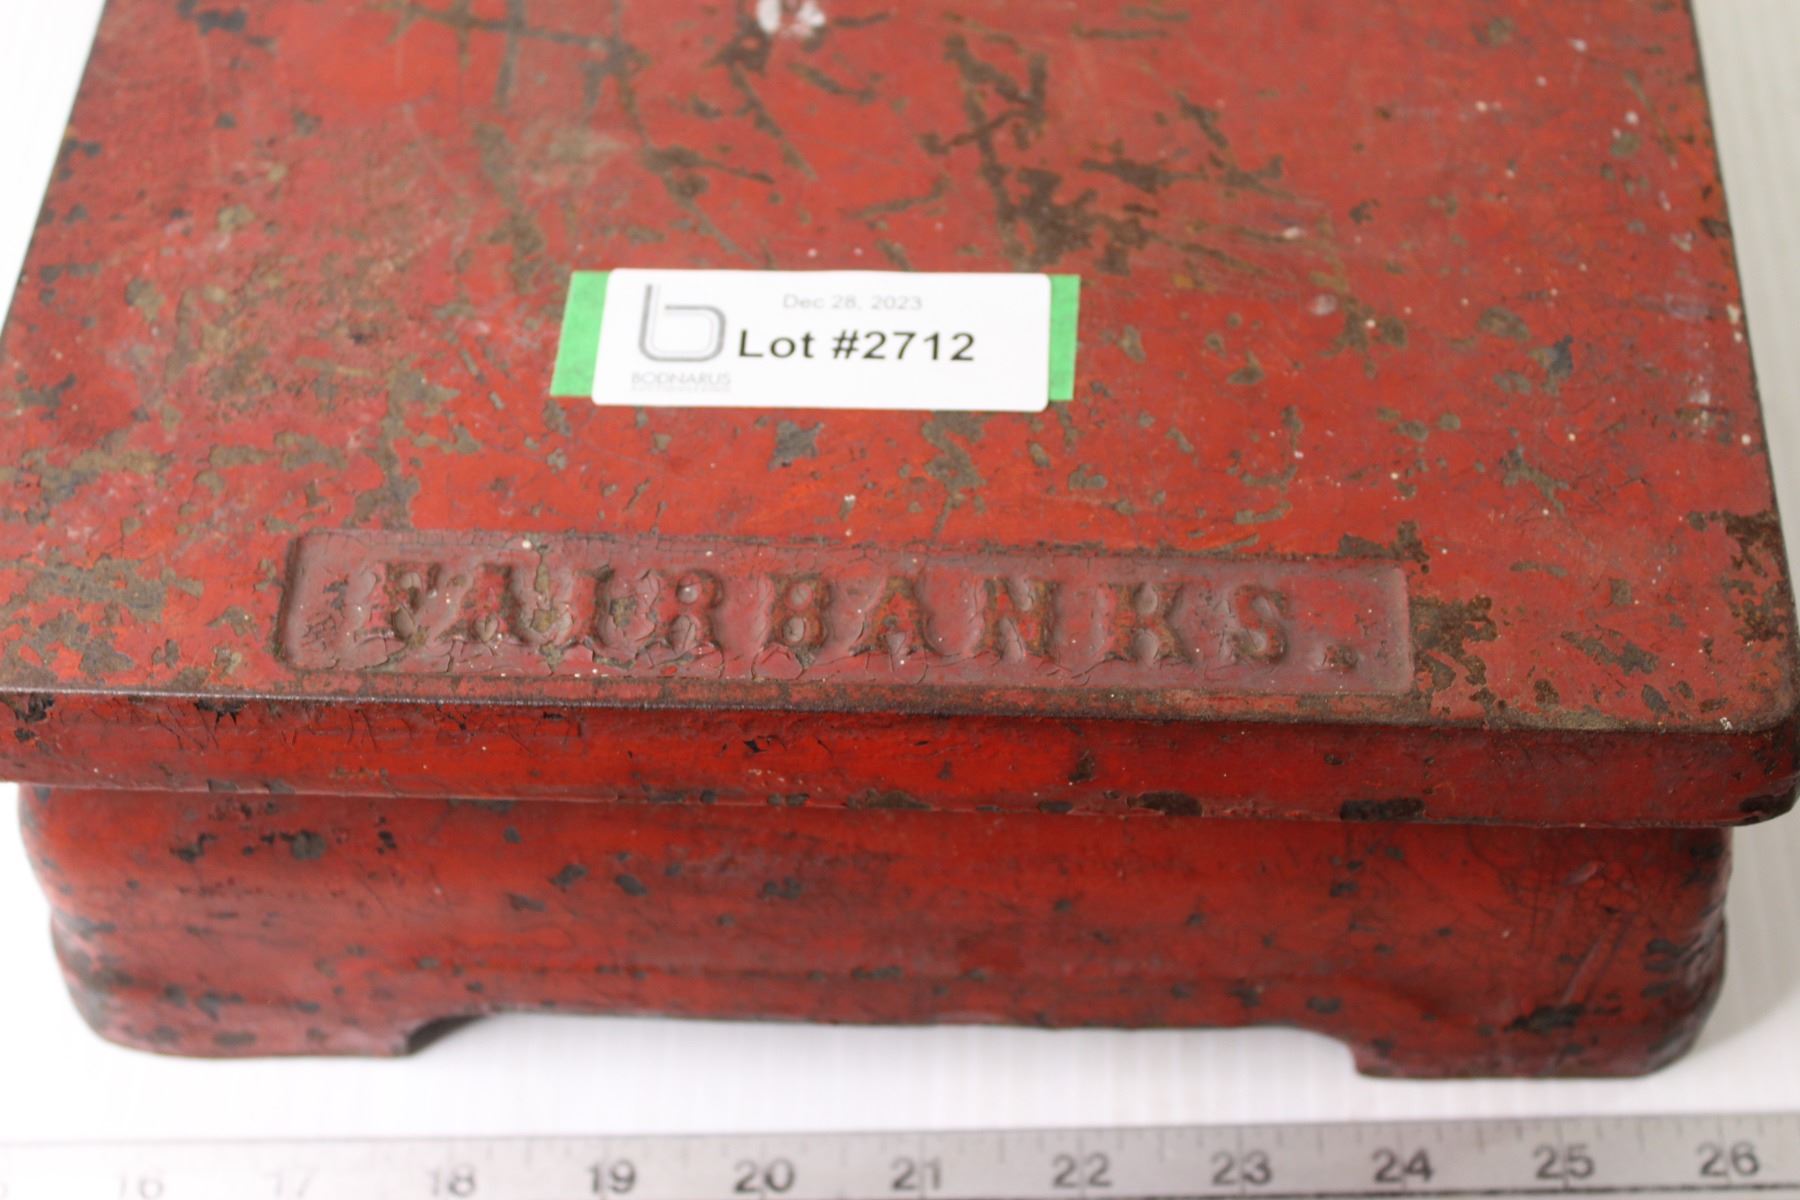 Dec 28, 2023
Lot #2712
BODNARUS
FAIRBANKS.
16 17 18 19 20 21 22 23 24 25 26